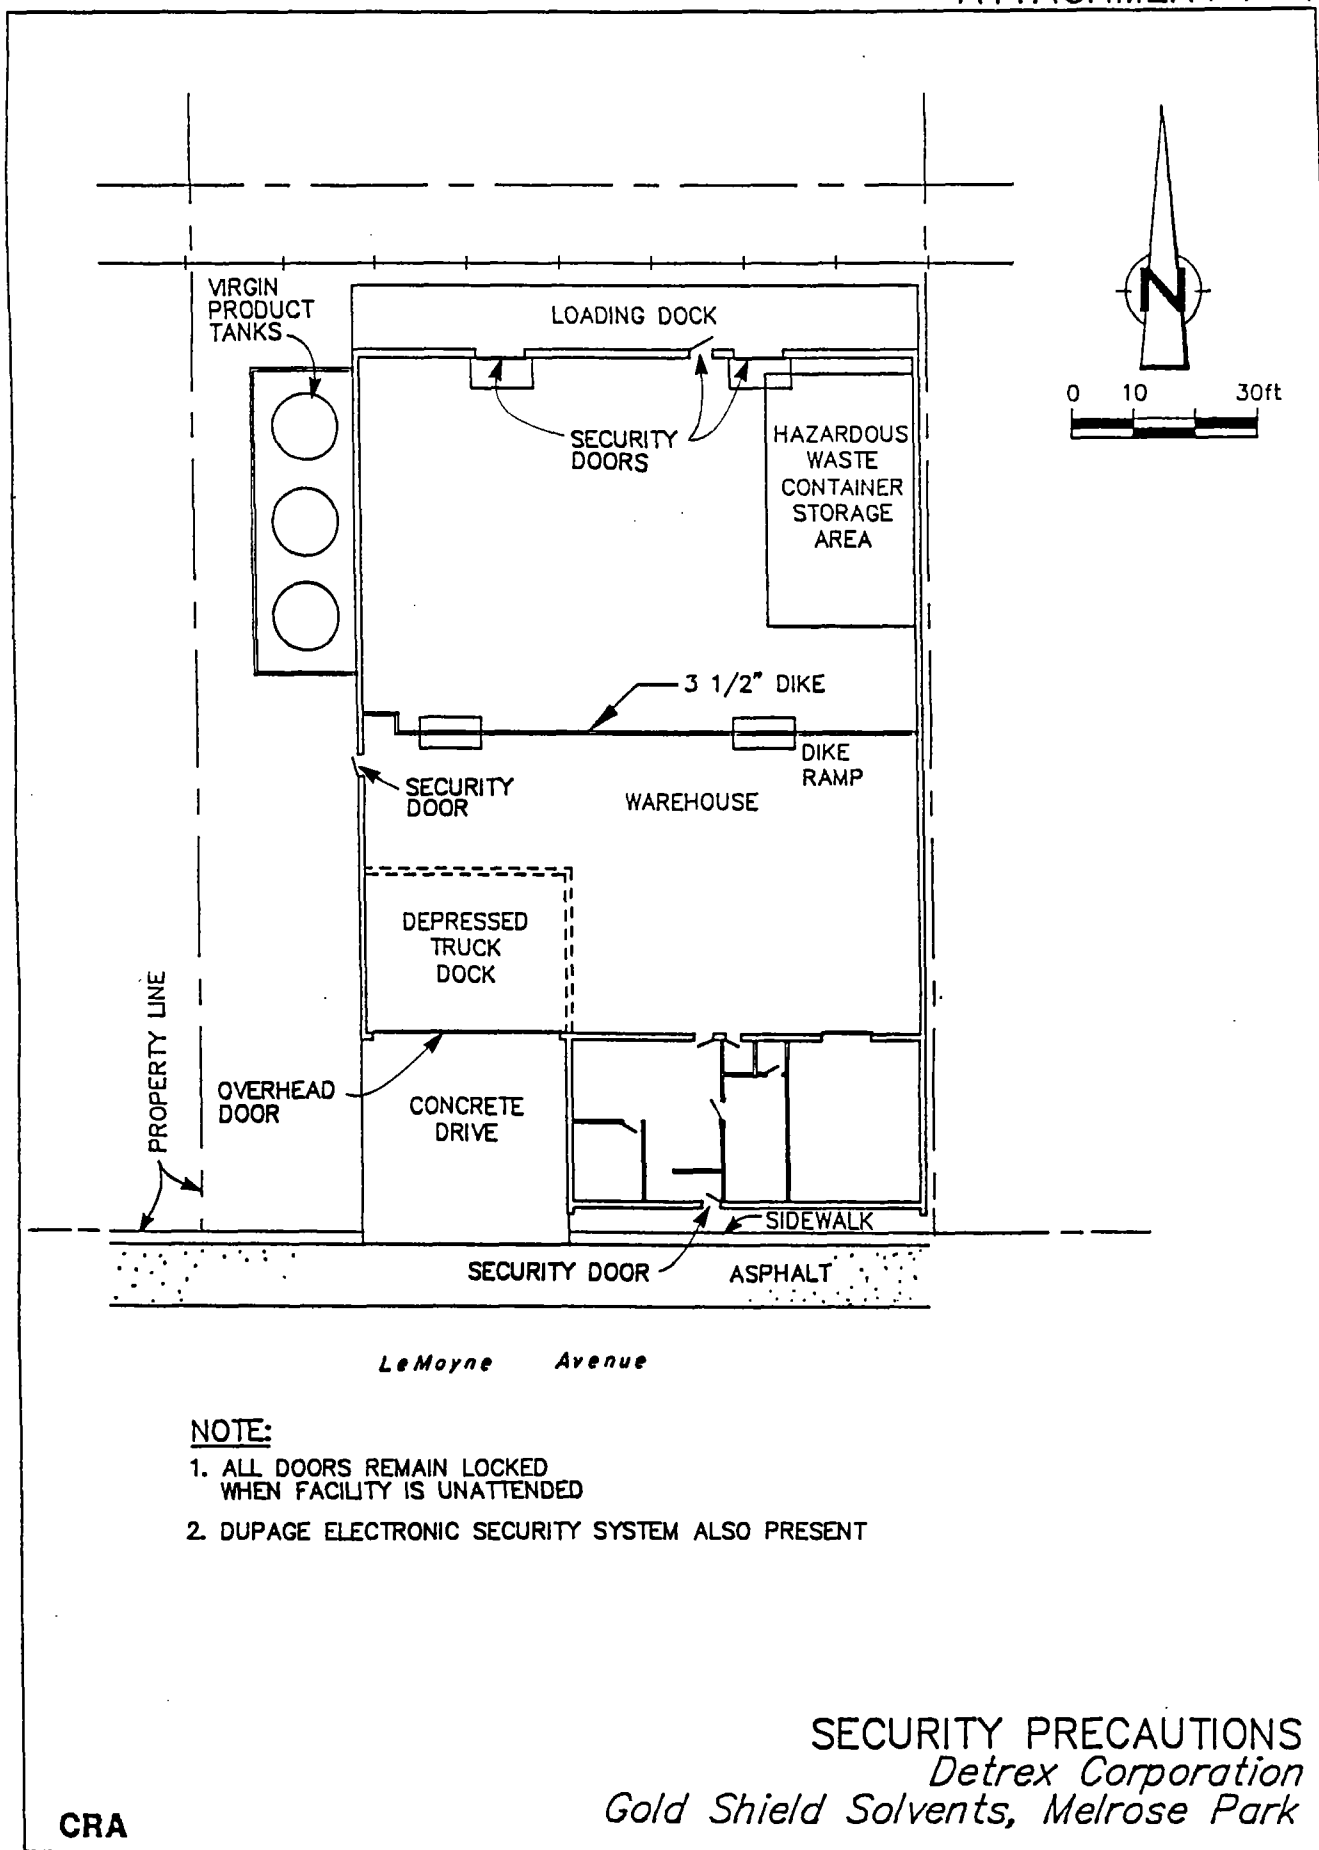 VIRGIN
PRODUCT
TANKS
LOADING DOCK
N
0 10 30ft
SECURITY
DOORS
HAZARDOUS
WASTE
CONTAINER
STORAGE
AREA
3 1/2" DIKE
DIKE
RAMP
SECURITY
DOOR
WAREHOUSE
DEPRESSED
TRUCK
DOCK
PROPERTY LINE
OVERHEAD
DOOR
CONCRETE
DRIVE
SIDEWALK
SECURITY DOOR
ASPHALT
LeMoyne Avenue
NOTE:
1. ALL DOORS REMAIN LOCKED
WHEN FACILITY IS UNATTENDED
2. DUPAGE ELECTRONIC SECURITY SYSTEM ALSO PRESENT
SECURITY PRECAUTIONS
Detrex Corporation
Gold Shield Solvents, Melrose Park
CRA